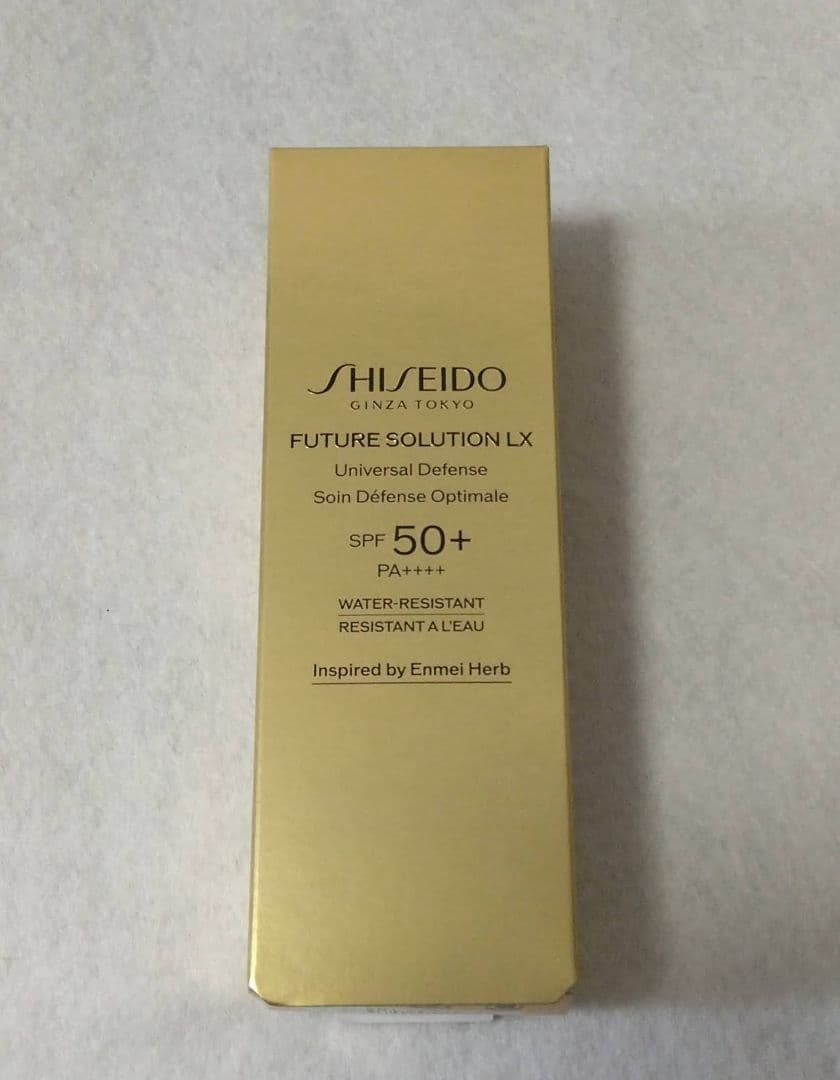 SHISEIDO
GINZA TOKYO
FUTURE SOLUTION LX
Universal Defense
Soin Défense Optimale
SPF 50+
PA++++
WATER-RESISTANT
RESISTANT A L'EAU
Inspired by Enmei Herb